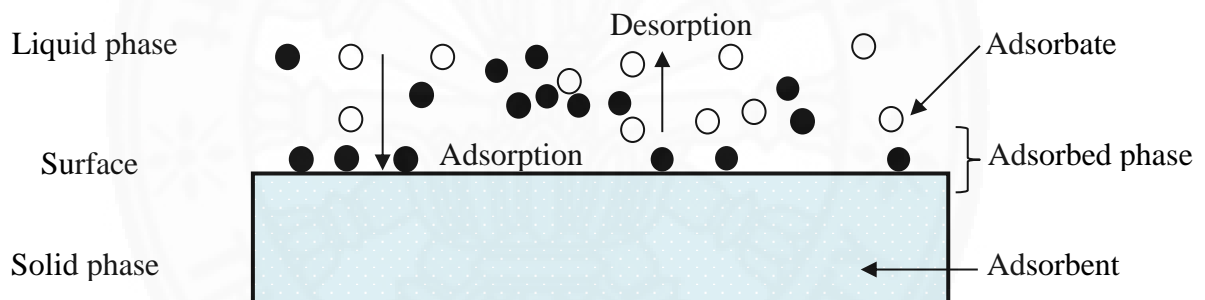 Desorption
Liquid phase
Adsorbate
Surface
Adsorption
Adsorbed phase
Solid phase
Adsorbent